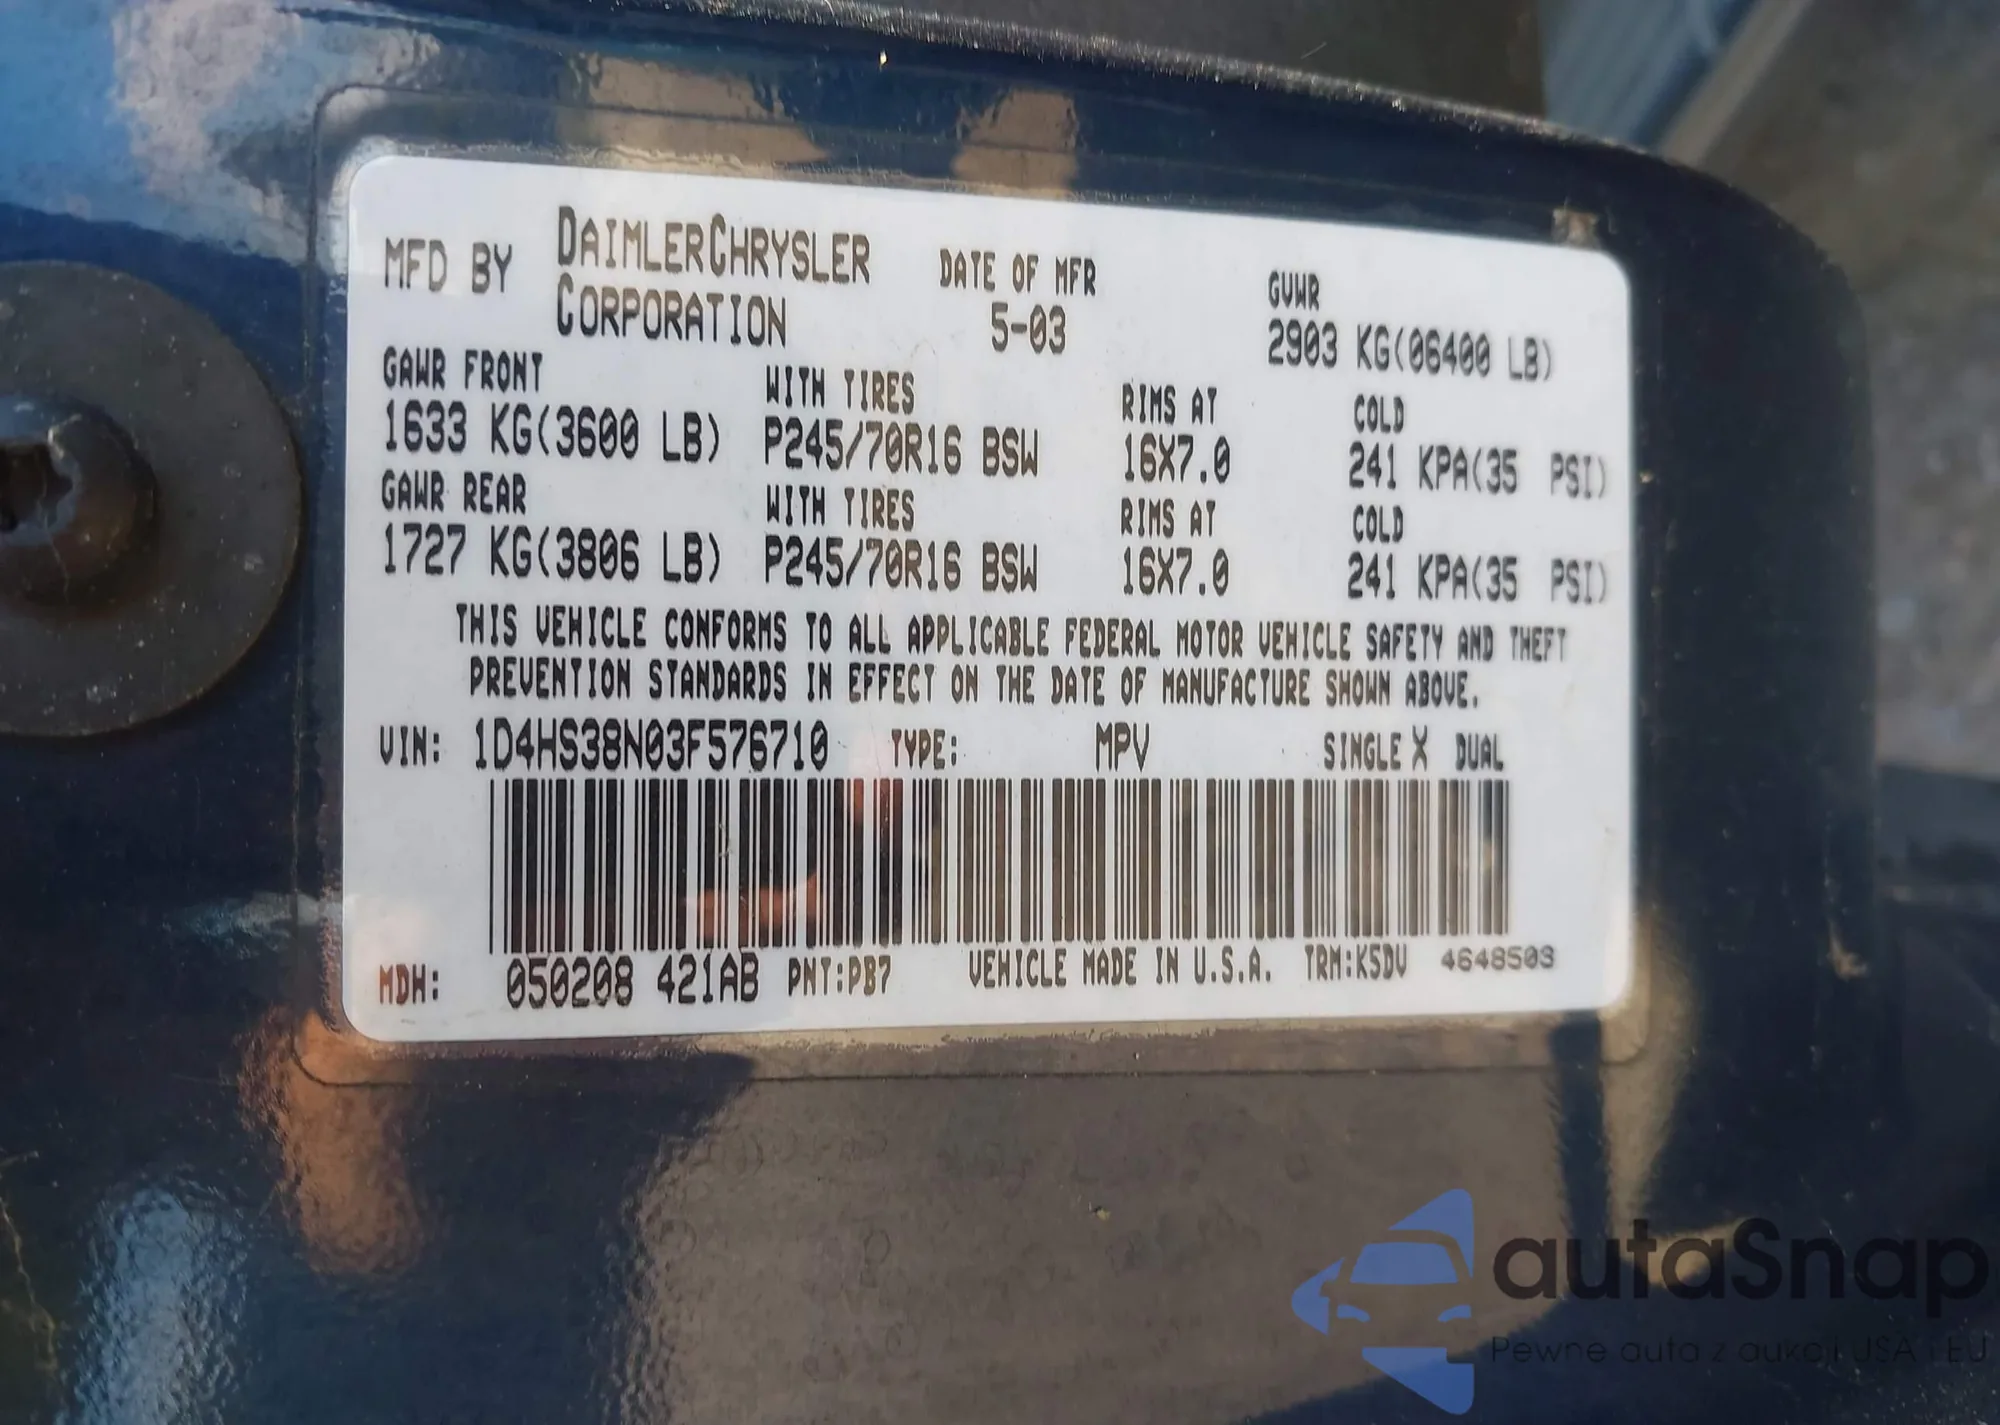 MFD BY DAIMLERCHRYSLER CORPORATION DATE OF MFR 5-03 GVWR 2903 KG(06400 LB)
GAWR FRONT WITH TIRES RIMS AT COLD
1633 KG(3600 LB) P245/70R16 BSW 16X7.0 241 KPA(35 PSI)
GAWR REAR WITH TIRES RIMS AT COLD
1727 KG(3806 LB) P245/70R16 BSW 16X7.0 241 KPA(35 PSI)
THIS VEHICLE CONFORMS TO ALL APPLICABLE FEDERAL MOTOR VEHICLE SAFETY AND THEFT
PREVENTION STANDARDS IN EFFECT ON THE DATE OF MANUFACTURE SHOWN ABOVE.
VIN: 1D4HS38N03F576710 TYPE: MPV SINGLE X DUAL
MDH: 050208 421AB PNT:PB7 VEHICLE MADE IN U.S.A. TRM:K5DV 4648503
autaSnap
Pewne auta z aukcji USA i EU